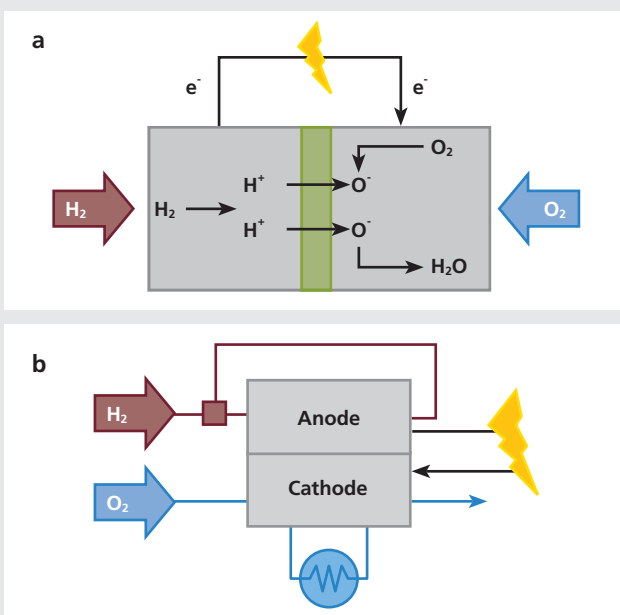 a
e⁻ e⁻
O₂
H⁺ O⁻
H₂ H₂ O₂
H⁺ O⁻
H₂O
b
H₂ Anode
O₂ Cathode